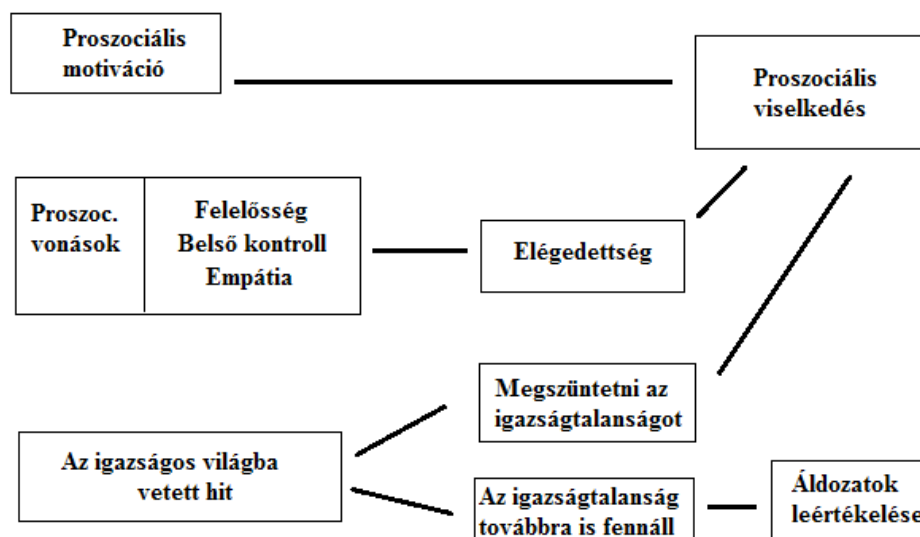 Proszociális
motiváció
Proszociális
viselkedés
Proszoc.
vonások
Felelősség
Belső kontroll
Empátia
Elégedettség
Megszüntetni az
igazságtalanságot
Az igazságos világba
vetett hit
Az igazságtalanság
továbbra is fennáll
Áldozatok
leértékelése